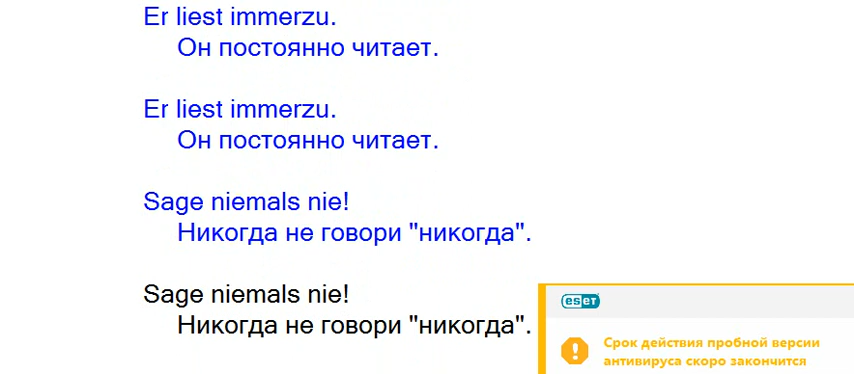 Er liest immerzu.
Он постоянно читает.
Er liest immerzu.
Он постоянно читает.
Sage niemals nie!
Никогда не говори "никогда".
Sage niemals nie!
Никогда не говори "никогда".
eset
Срок действия пробной версии
антивируса скоро закончится